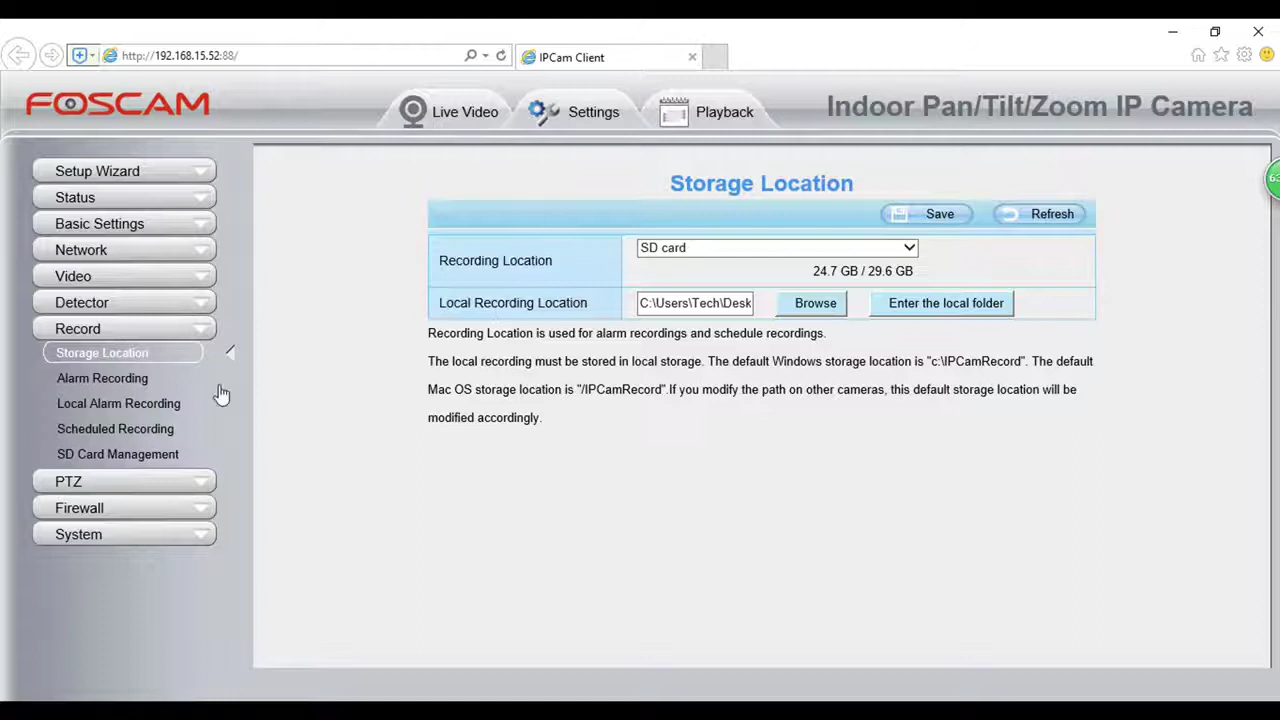 http://192.168.15.52:88/
IPCam Client
FOSCAM
Live Video
Settings
Playback
Indoor Pan/Tilt/Zoom IP Camera
Setup Wizard
Status
Basic Settings
Network
Video
Detector
Record
Storage Location
Alarm Recording
Local Alarm Recording
Scheduled Recording
SD Card Management
PTZ
Firewall
System
Storage Location
Save
Refresh
Recording Location
SD card
24.7 GB / 29.6 GB
Local Recording Location
C:\Users\Tech\Desk
Browse
Enter the local folder
Recording Location is used for alarm recordings and schedule recordings.
The local recording must be stored in local storage. The default Windows storage location is "c:\IPCamRecord". The default
Mac OS storage location is "/IPCamRecord".If you modify the path on other cameras, this default storage location will be
modified accordingly.